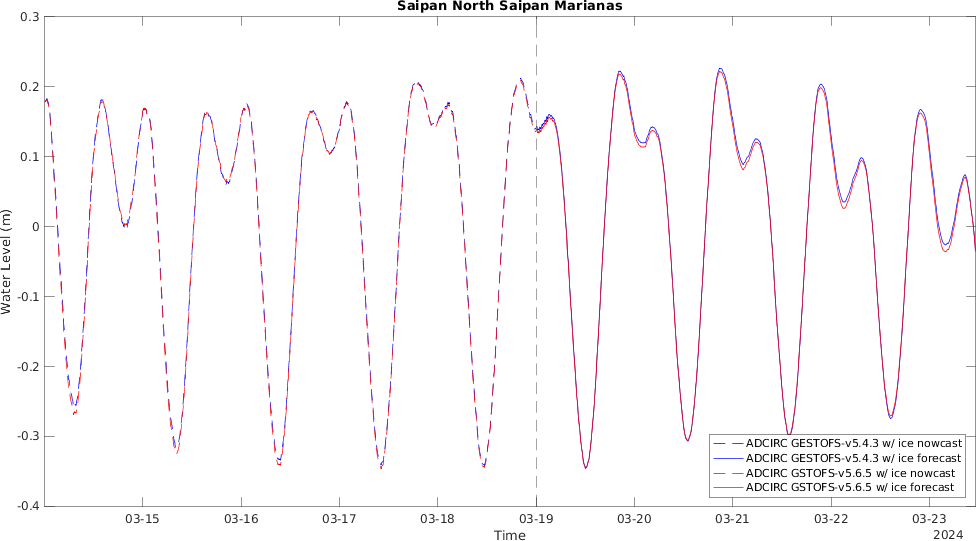 Saipan North Saipan Marianas
0.3
0.2
0.1
0
-0.1
-0.2
-0.3
-0.4
Water Level (m)
ADCIRC GESTOFS-v5.4.3 w/ ice nowcast
ADCIRC GESTOFS-v5.4.3 w/ ice forecast
ADCIRC GSTOFS-v5.6.5 w/ ice nowcast
ADCIRC GSTOFS-v5.6.5 w/ ice forecast
03-15 03-16 03-17 03-18 03-19 03-20 03-21 03-22 03-23
Time
2024